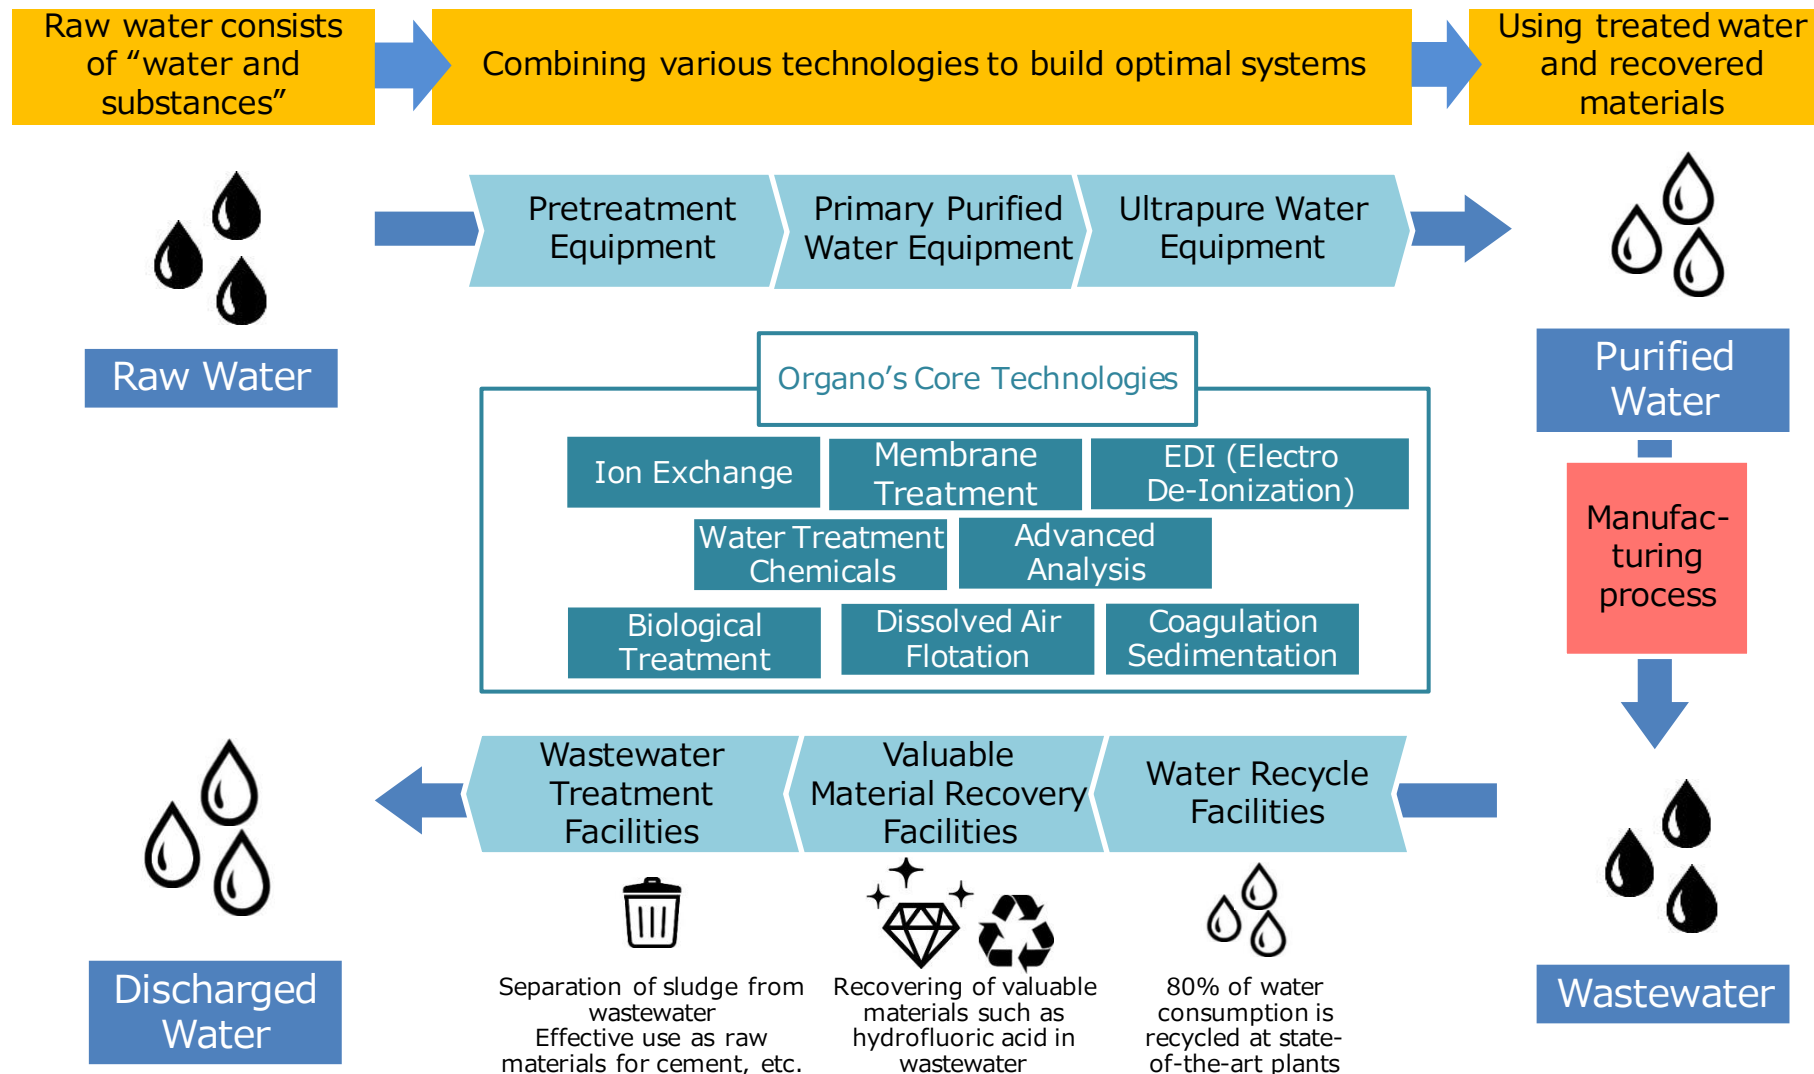 Raw water consists
of “water and
substances”
Combining various technologies to build optimal systems
Using treated water
and recovered
materials
Pretreatment
Equipment
Primary Purified
Water Equipment
Ultrapure Water
Equipment
Raw Water
Purified
Water
Organo’s Core Technologies
Ion Exchange
Membrane
Treatment
EDI (Electro
De-Ionization)
Water Treatment
Chemicals
Advanced
Analysis
Biological
Treatment
Dissolved Air
Flotation
Coagulation
Sedimentation
Manufac-
turing
process
Wastewater
Treatment
Facilities
Valuable
Material Recovery
Facilities
Water Recycle
Facilities
Discharged
Water
Separation of sludge from
wastewater
Effective use as raw
materials for cement, etc.
Recovering of valuable
materials such as
hydrofluoric acid in
wastewater
80% of water
consumption is
recycled at state-
of-the-art plants
Wastewater